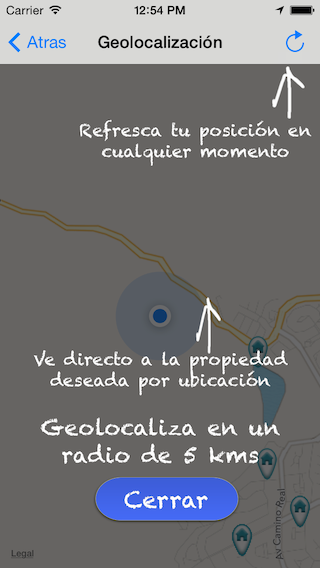 Carrier 12:54 PM
Atras Geolocalización
Refresca tu posición en
cualquier momento
Ve directo a la propiedad
deseada por ubicación
Geolocaliza en un
radio de 5 kms
Cerrar
Av Camino Real
Legal